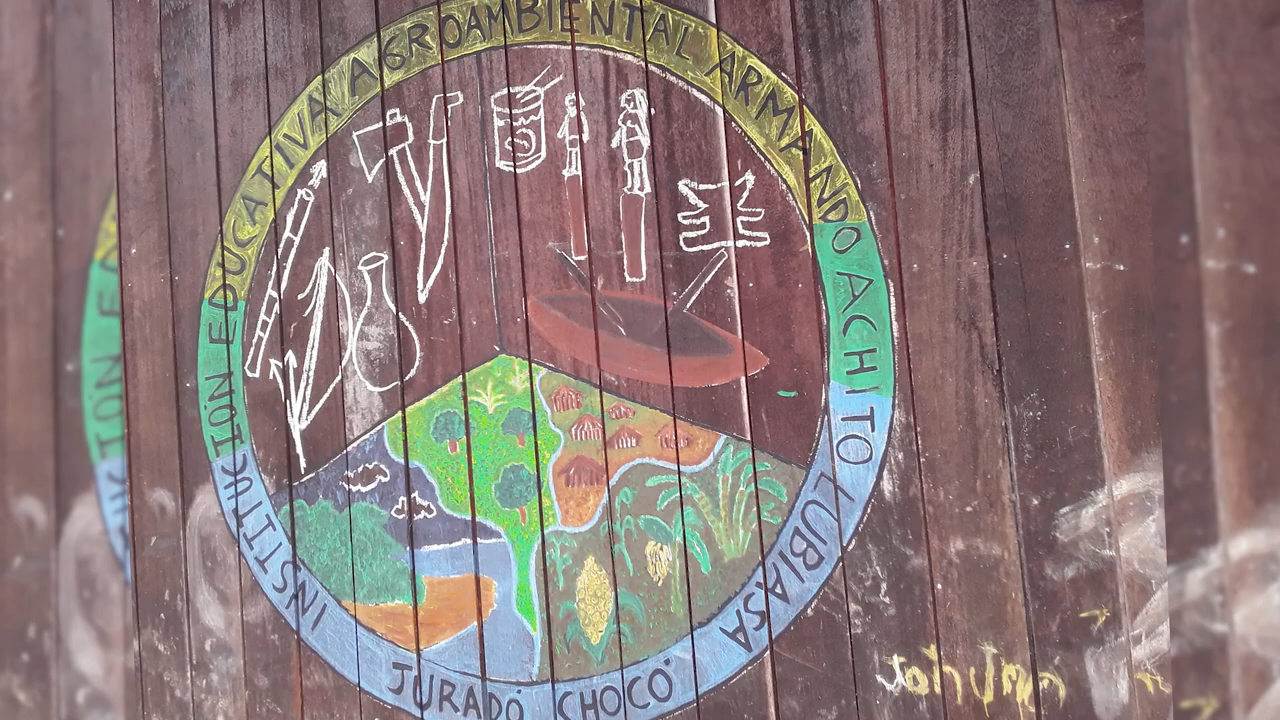 INSTITUCIÓN EDUCATIVA AGROAMBIENTAL ARMANDO ACHITO LUBIASA
JURADÓ CHOCÓ